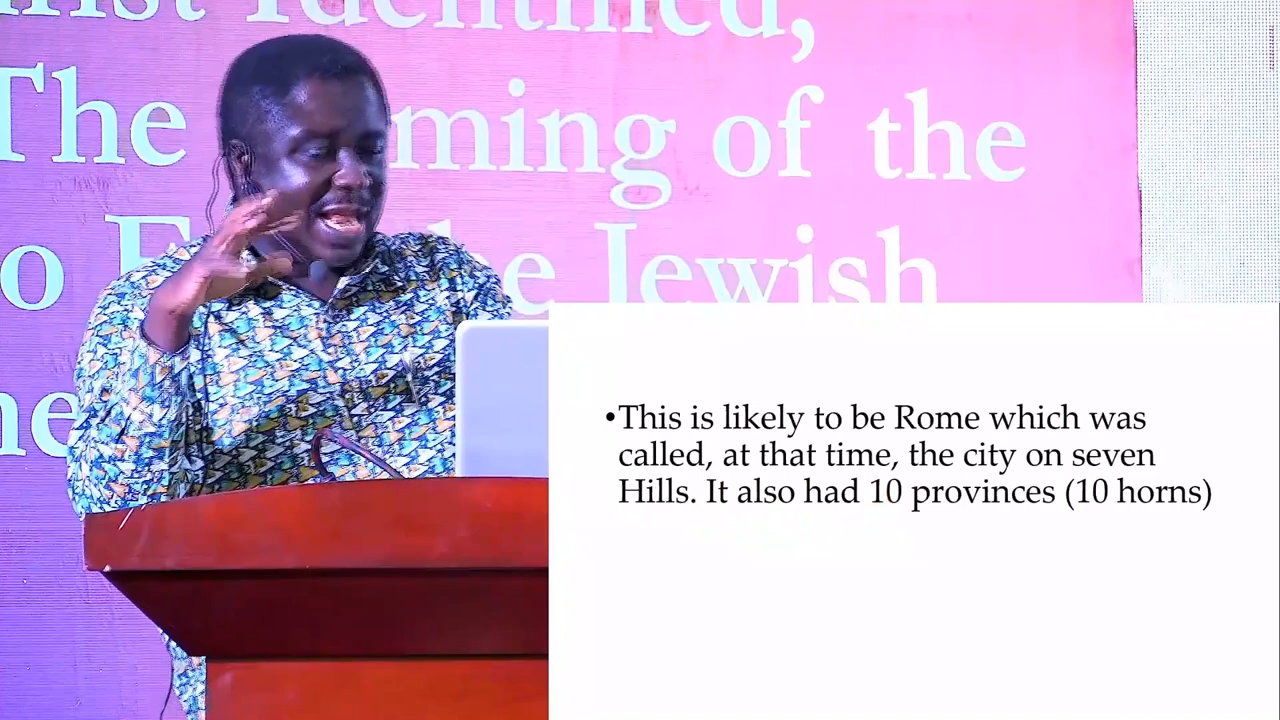 Identified,
The ming of the
o e Jewish
•This is likely to be Rome which was
called, at that time, the city on seven
Hills. It also had 10 provinces (10 horns)